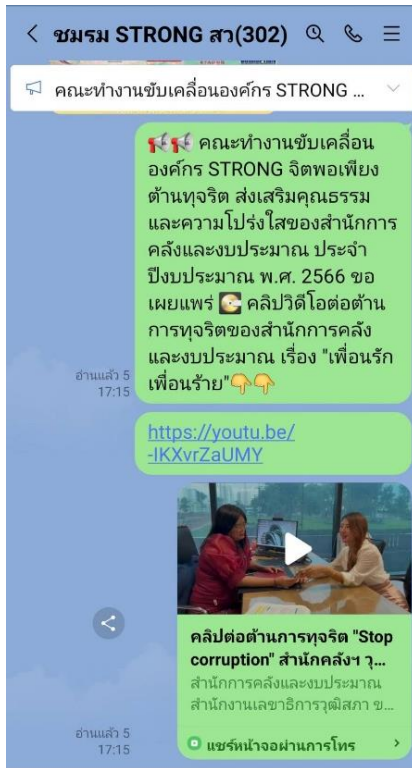 ชมรม STRONG สว(302)
คณะทำงานขับเคลื่อนองค์กร STRONG ...
คณะทำงานขับเคลื่อน
องค์กร STRONG จิตพอเพียง
ต้านทุจริต ส่งเสริมคุณธรรม
และความโปร่งใสของสำนักการ
คลังและงบประมาณ ประจำ
ปีงบประมาณ พ.ศ. 2566 ขอ
เผยแพร่ คลิปวิดีโอต่อต้าน
การทุจริตของสำนักการคลัง
และงบประมาณ เรื่อง "เพื่อนรัก
เพื่อนร้าย"
อ่านแล้ว 5
17:15
https://youtu.be/
-IKXvrZaUMY
คลิปต่อต้านการทุจริต "Stop
corruption" สำนักคลังฯ วุ...
สำนักการคลังและงบประมาณ
สำนักงานเลขาธิการวุฒิสภา ข...
แชร์หน้าจอผ่านการโทร
อ่านแล้ว 5
17:15